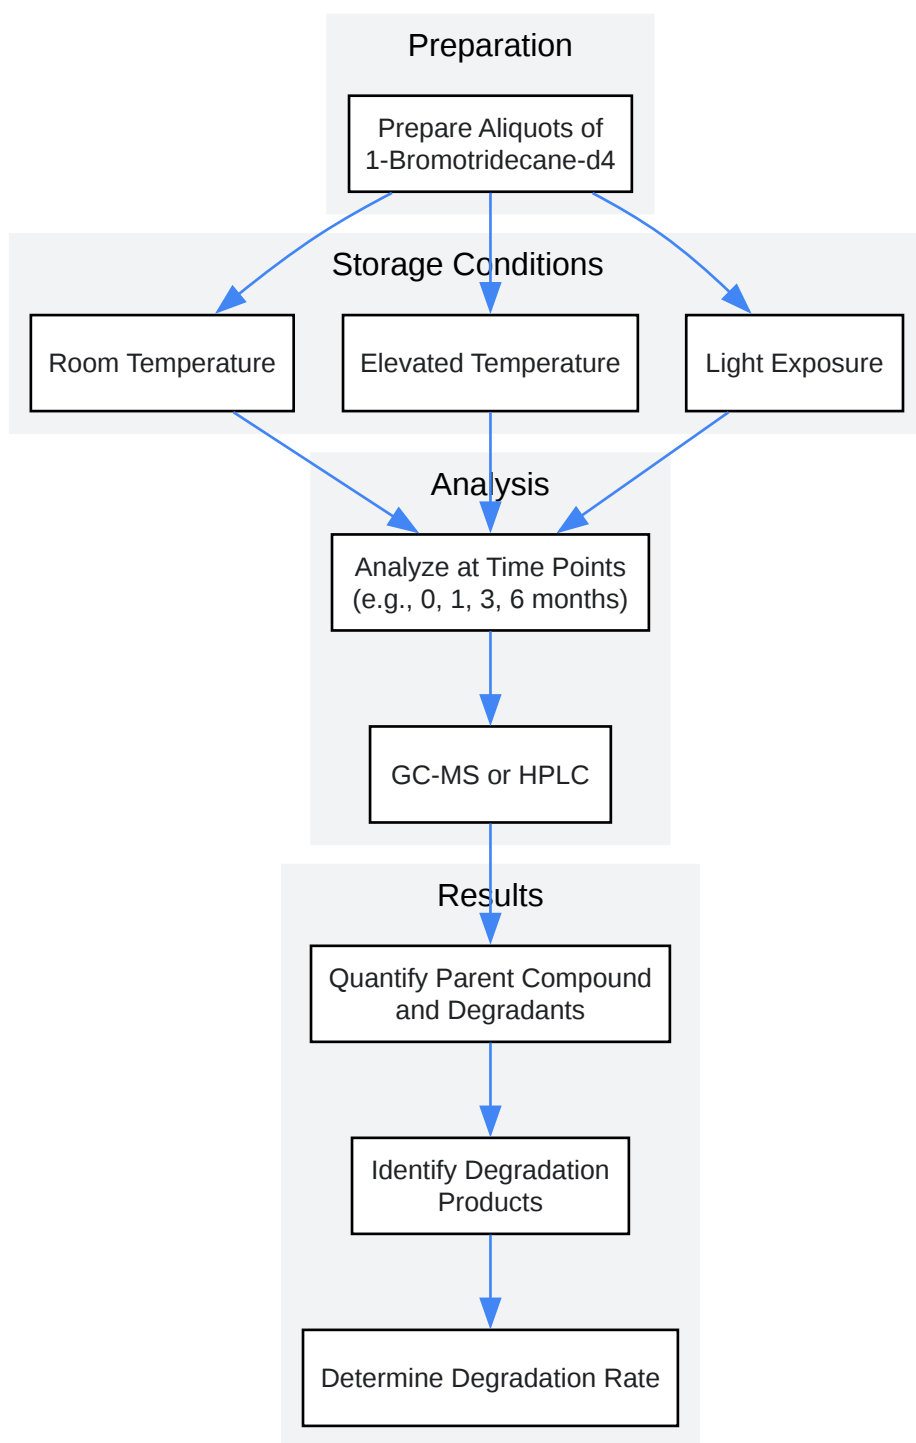 Preparation
Prepare Aliquots of
1-Bromotridecane-d4
Storage Conditions
Room Temperature
Elevated Temperature
Light Exposure
Analysis
Analyze at Time Points
(e.g., 0, 1, 3, 6 months)
GC-MS or HPLC
Results
Quantify Parent Compound
and Degradants
Identify Degradation
Products
Determine Degradation Rate